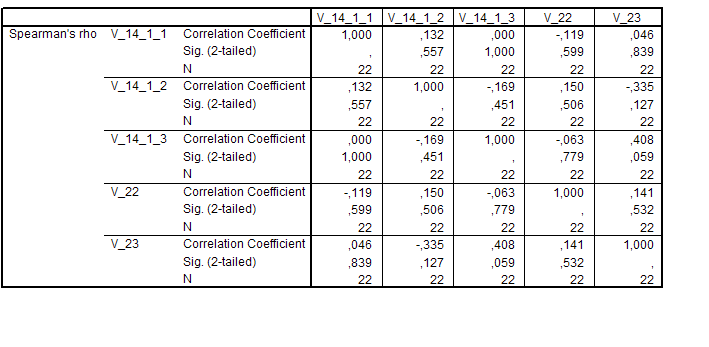 V_14_1_1 V_14_1_2 V_14_1_3 V_22 V_23
Spearman's rho V_14_1_1 Correlation Coefficient 1,000 ,132 ,000 -,119 ,046
Sig. (2-tailed) , ,557 1,000 ,599 ,839
N 22 22 22 22 22
V_14_1_2 Correlation Coefficient ,132 1,000 -,169 ,150 -,335
Sig. (2-tailed) ,557 , ,451 ,506 ,127
N 22 22 22 22 22
V_14_1_3 Correlation Coefficient ,000 -,169 1,000 -,063 ,408
Sig. (2-tailed) 1,000 ,451 , ,779 ,059
N 22 22 22 22 22
V_22 Correlation Coefficient -,119 ,150 -,063 1,000 ,141
Sig. (2-tailed) ,599 ,506 ,779 , ,532
N 22 22 22 22 22
V_23 Correlation Coefficient ,046 -,335 ,408 ,141 1,000
Sig. (2-tailed) ,839 ,127 ,059 ,532 ,
N 22 22 22 22 22